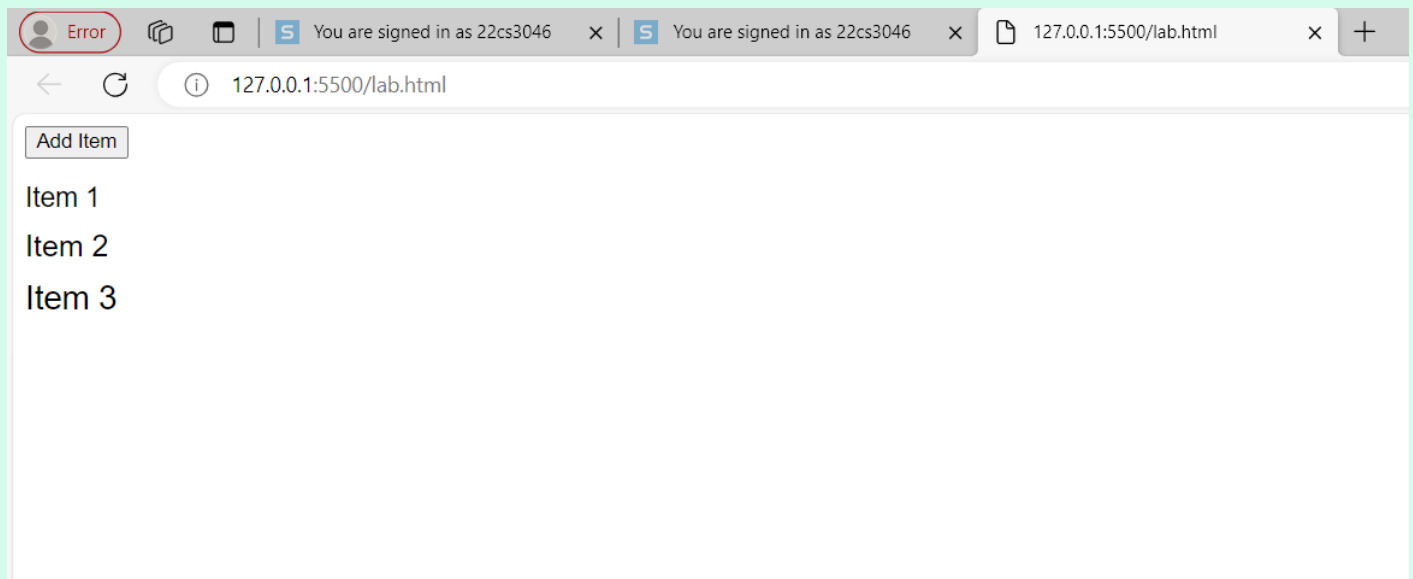 Error
S You are signed in as 22cs3046
S You are signed in as 22cs3046
127.0.0.1:5500/lab.html
127.0.0.1:5500/lab.html
Add Item
Item 1
Item 2
Item 3